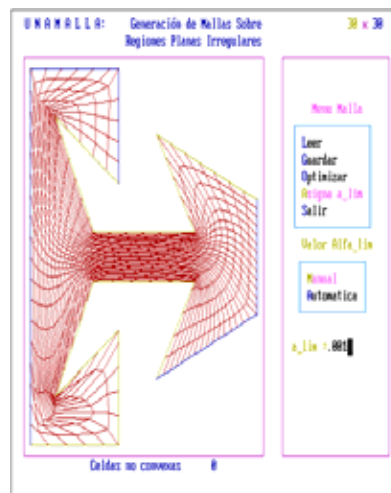 UNAMALLA: Generación de Mallas Sobre 30 x 30
Regiones Planas Irregulares
Menu Malla
Leer
Guardar
Optimizar
Asigna a_lim
Salir
Valor Alfa_lim
Manual
Automatica
a_lim =.001
Celdas no convexas 0